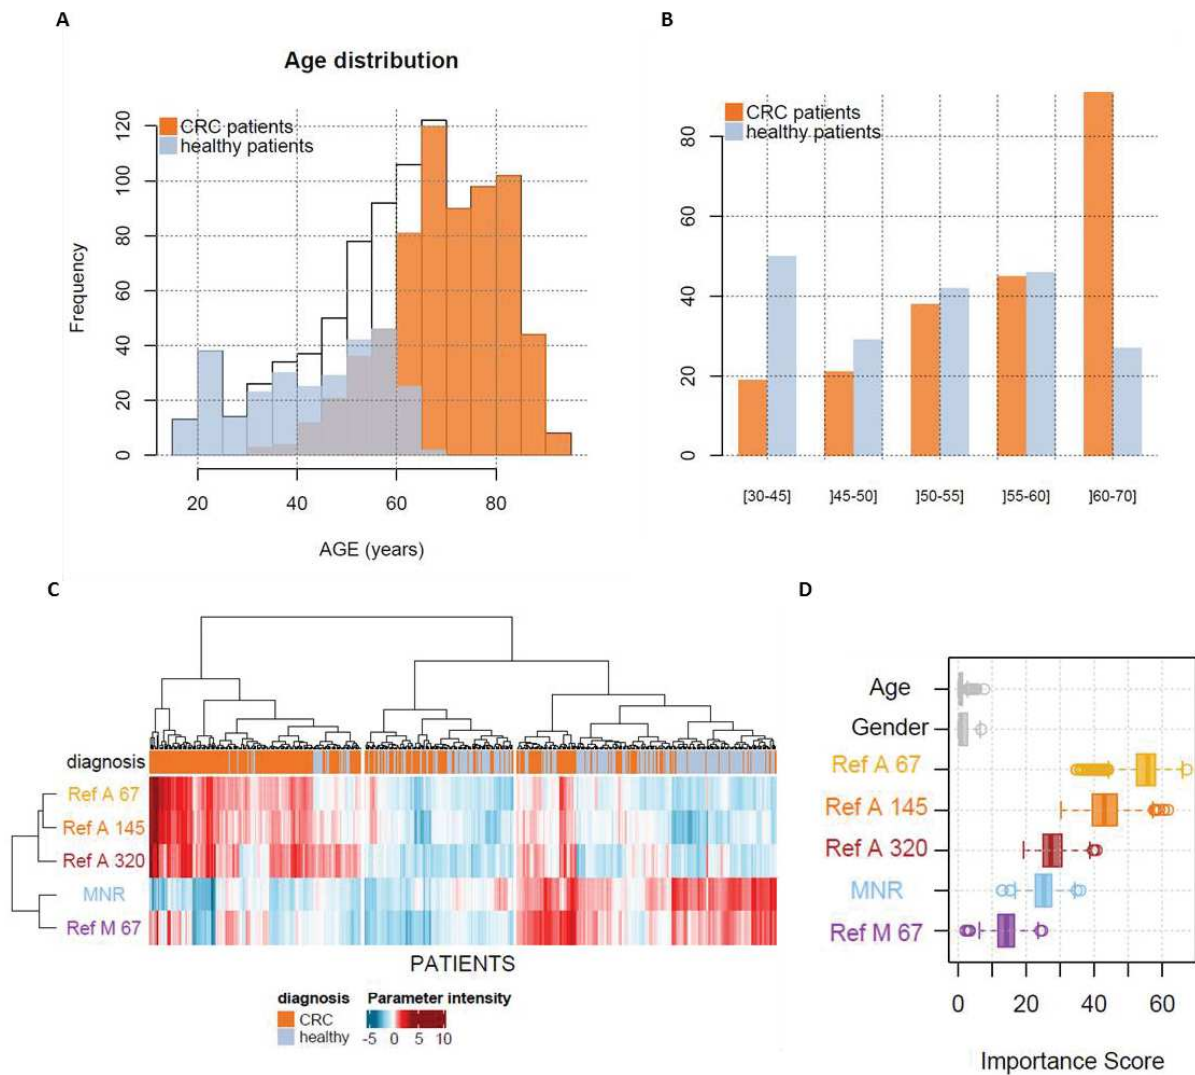 A
B
Age distribution
CRC patients
healthy patients
Frequency
120
100
80
60
40
20
0
20 40 60 80
AGE (years)
CRC patients
healthy patients
80
60
40
20
0
[30-45] ]45-50] ]50-55] ]55-60] ]60-70]
C
D
diagnosis
Ref A 67
Ref A 145
Ref A 320
MNR
Ref M 67
PATIENTS
diagnosis
CRC
healthy
Parameter intensity
-5 0 5 10
Age
Gender
Ref A 67
Ref A 145
Ref A 320
MNR
Ref M 67
0 20 40 60
Importance Score